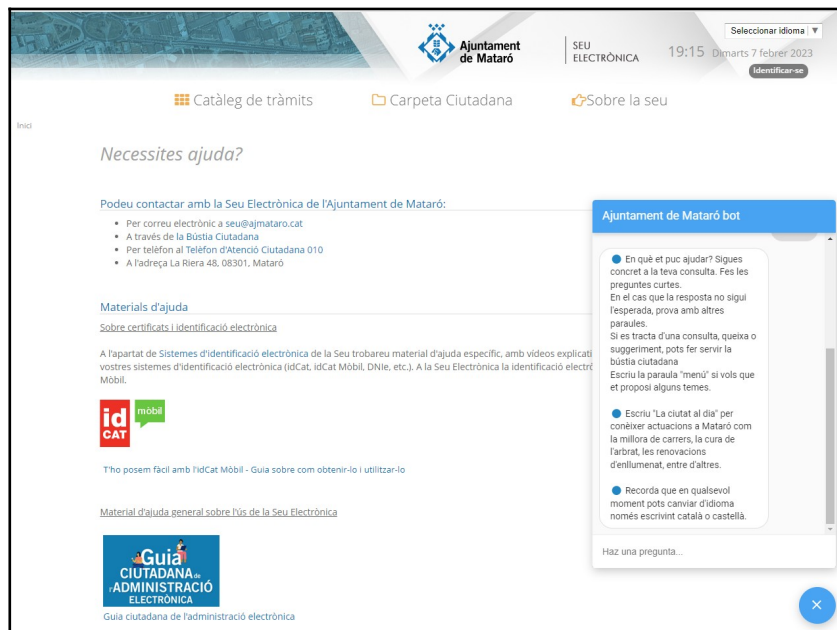 Seleccionar idioma ▼
Ajuntament
de Mataró
SEU
ELECTRÒNICA
19:15 Dimarts 7 febrer 2023
Identificar-se
Catàleg de tràmits
Carpeta Ciutadana
Sobre la seu
Inici
Necessites ajuda?
Podeu contactar amb la Seu Electrònica de l'Ajuntament de Mataró:
Per correu electrònic a seu@ajmataro.cat
A través de la Bústia Ciutadana
Per telèfon al Telèfon d'Atenció Ciutadana 010
A l'adreça La Riera 48, 08301, Mataró
Materials d'ajuda
Sobre certificats i identificació electrònica
A l'apartat de Sistemes d'identificació electrònica de la Seu trobareu material d'ajuda específic, amb vídeos explicati
vostres sistemes d'identificació electrònica (idCat, idCat Mòbil, DNIe, etc.). A la Seu Electrònica la identificació electrò
Mòbil.
id
CAT
mòbil
T'ho posem fàcil amb l'idCat Mòbil - Guia sobre com obtenir-lo i utilitzar-lo
Material d'ajuda general sobre l'ús de la Seu Electrònica
Guia
CIUTADANA de
l'ADMINISTRACIÓ
ELECTRÒNICA
Guia ciutadana de l'administració electrònica
Ajuntament de Mataró bot
En què et puc ajudar? Sigues
concret a la teva consulta. Fes les
preguntes curtes.
En el cas que la resposta no sigui
l'esperada, prova amb altres
paraules.
Si es tracta d'una consulta, queixa o
suggeriment, pots fer servir la
bústia ciutadana
Escriu la paraula "menú" si vols que
et proposi alguns temes.
Escriu "La ciutat al dia" per
conèixer actuacions a Mataró com
la millora de carrers, la cura de
l'arbrat, les renovacions
d'enllumenat, entre d'altres.
Recorda que en qualsevol
moment pots canviar d'idioma
només escrivint català o castellà.
Haz una pregunta...